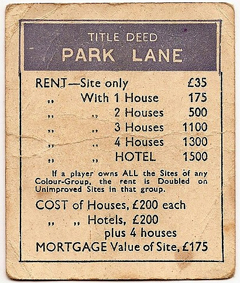 TITLE DEED
PARK LANE
RENT—Site only £35
„ With 1 House 175
„ „ 2 Houses 500
„ „ 3 Houses 1100
„ „ 4 Houses 1300
„ „ HOTEL 1500
If a player owns ALL the Sites of any
Colour-Group, the rent is Doubled on
Unimproved Sites in that group.
COST of Houses, £200 each
„ „ Hotels, £200
plus 4 houses
MORTGAGE Value of Site, £175